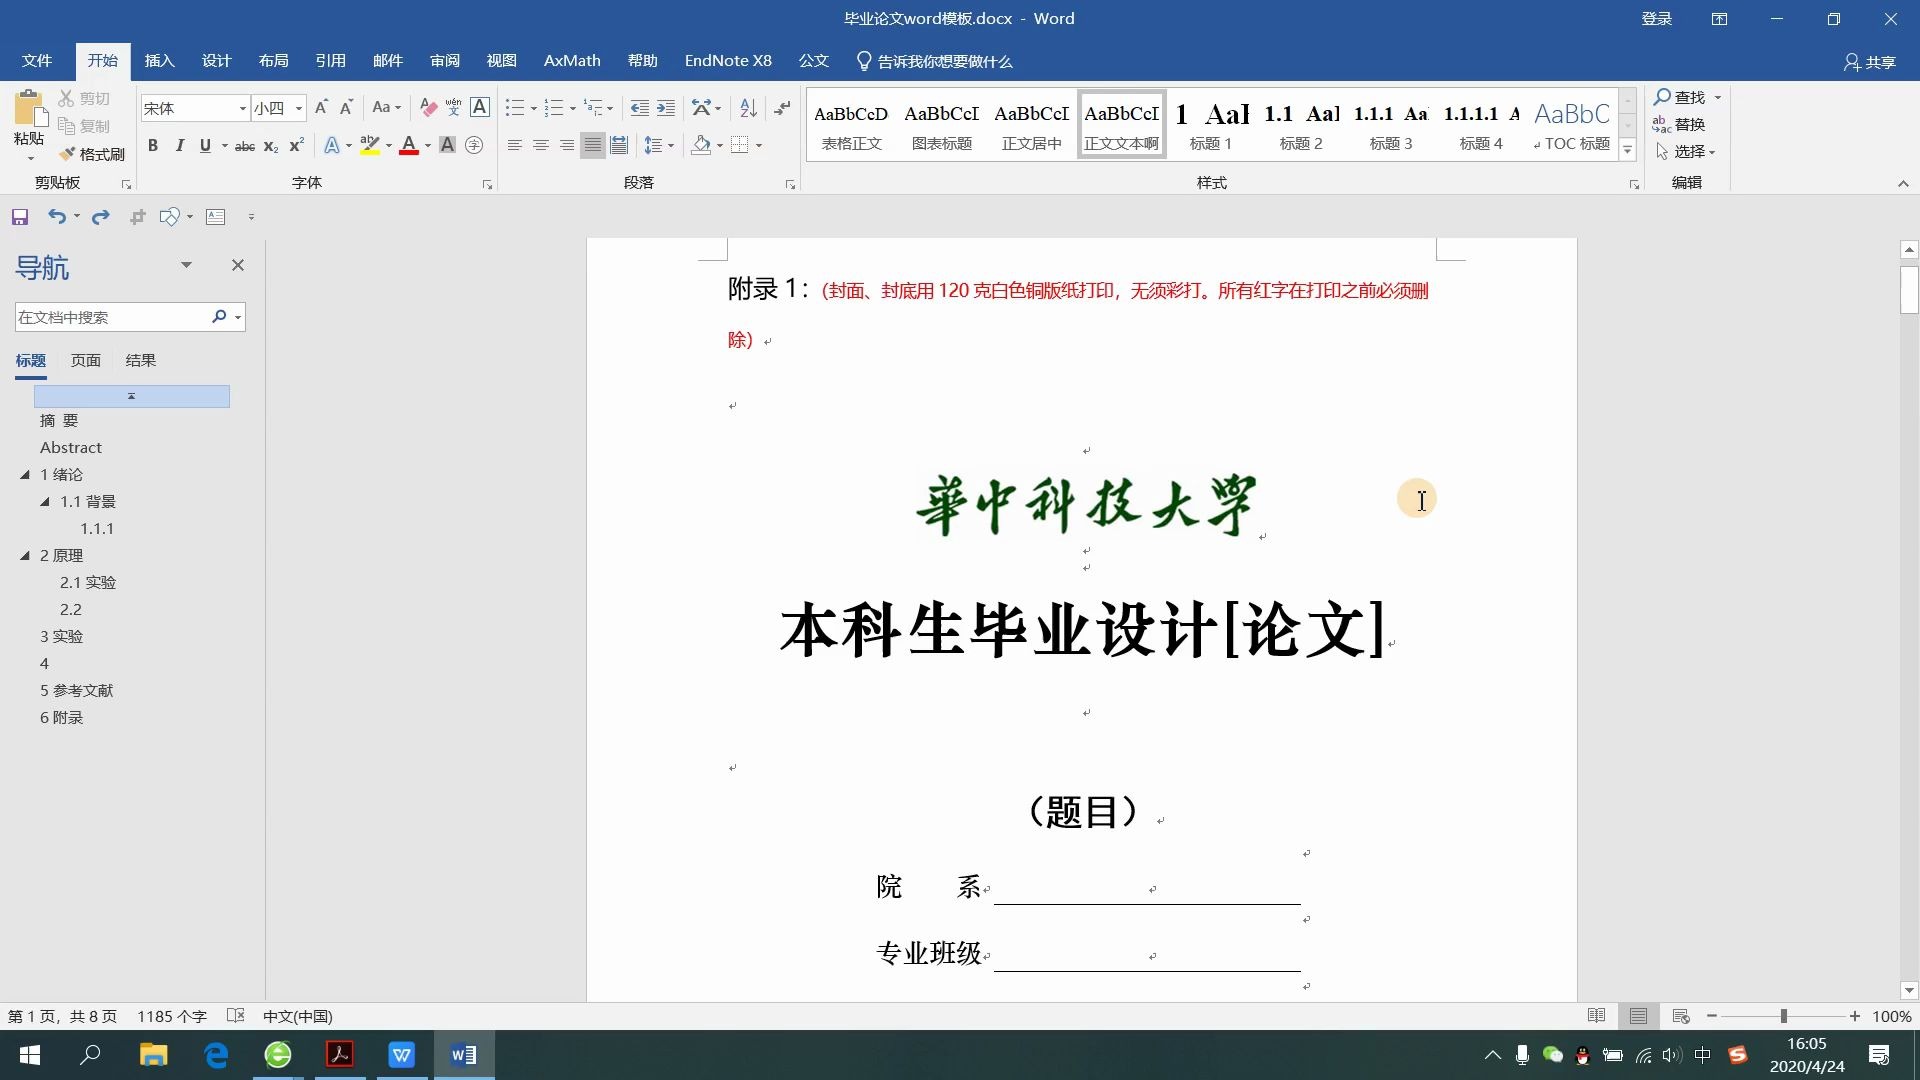 毕业论文word模板.docx - Word
登录
文件 开始 插入 设计 布局 引用 邮件 审阅 视图 AxMath 帮助 EndNote X8 公文 告诉我你想要做什么 共享
粘贴 剪切 复制 格式刷
宋体 小四
AaBbCcD AaBbCcI AaBbCcI AaBbCcI 1 AaI 1.1 AaI 1.1.1 Aa 1.1.1.1 A AaBbC
表格正文 图表标题 正文居中 正文文本啊 标题 1 标题 2 标题 3 标题 4 TOC 标题
查找
替换
选择
剪贴板 字体 段落 样式 编辑
导航
在文档中搜索
标题 页面 结果
摘 要
Abstract
1 绪论
1.1 背景
1.1.1
2 原理
2.1 实验
2.2
3 实验
4
5 参考文献
6 附录
附录 1：（封面、封底用 120 克白色铜版纸打印，无须彩打。所有红字在打印之前必须删
除）
華中科技大学
本科生毕业设计[论文]
（题目）
院 系
专业班级
第 1 页，共 8 页 1185 个字 中文(中国) 100%
中
16:05
2020/4/24